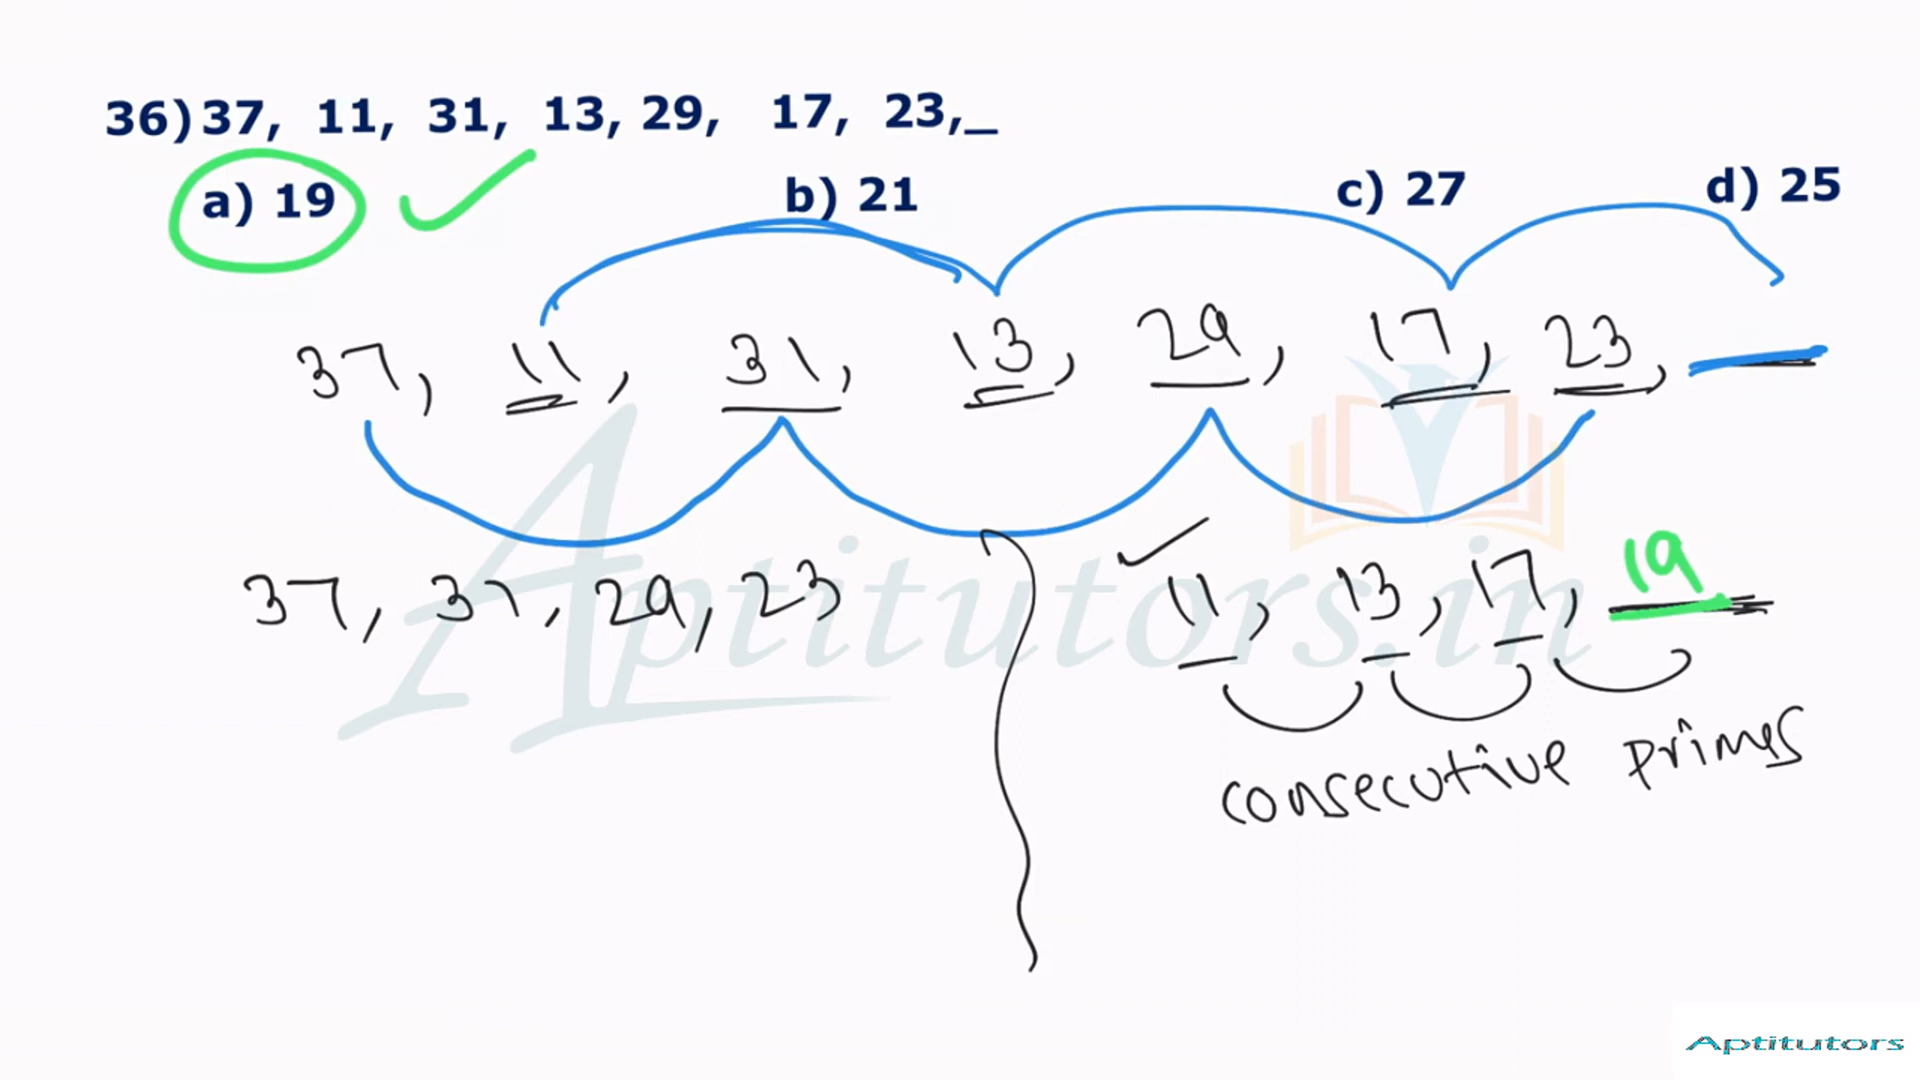 36) 37, 11, 31, 13, 29, 17, 23,_
a) 19 b) 21 c) 27 d) 25
37, 11, 31, 13, 29, 17, 23,
37, 31, 29, 23
11, 13, 17, 19
consecutive primes
Aptitutors.in
Aptitutors